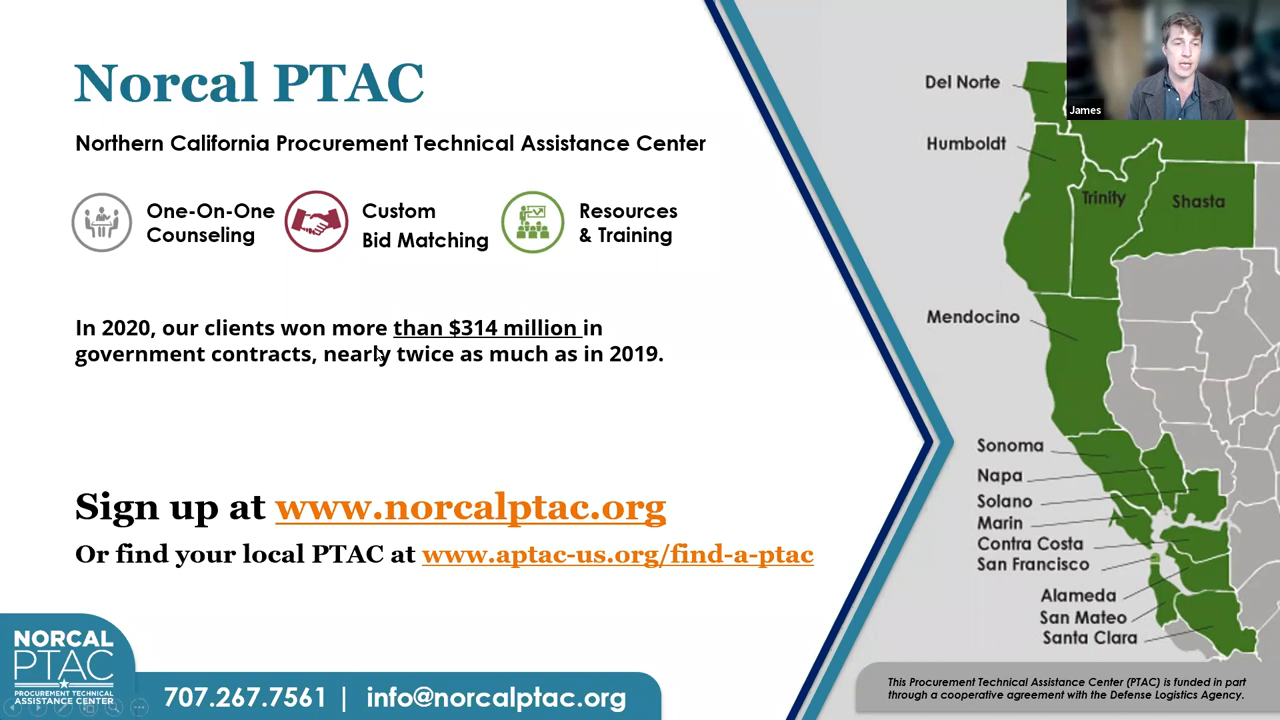 Norcal PTAC
Northern California Procurement Technical Assistance Center
One-On-One
Counseling
Custom
Bid Matching
Resources
& Training
In 2020, our clients won more than $314 million in
government contracts, nearly twice as much as in 2019.
Sign up at www.norcalptac.org
Or find your local PTAC at www.aptac-us.org/find-a-ptac
NORCAL
PTAC
PROCUREMENT TECHNICAL
ASSISTANCE CENTER
707.267.7561 | info@norcalptac.org
James
Del Norte
Humboldt
Trinity
Shasta
Mendocino
Sonoma
Napa
Solano
Marin
Contra Costa
San Francisco
Alameda
San Mateo
Santa Clara
This Procurement Technical Assistance Center (PTAC) is funded in part
through a cooperative agreement with the Defense Logistics Agency.